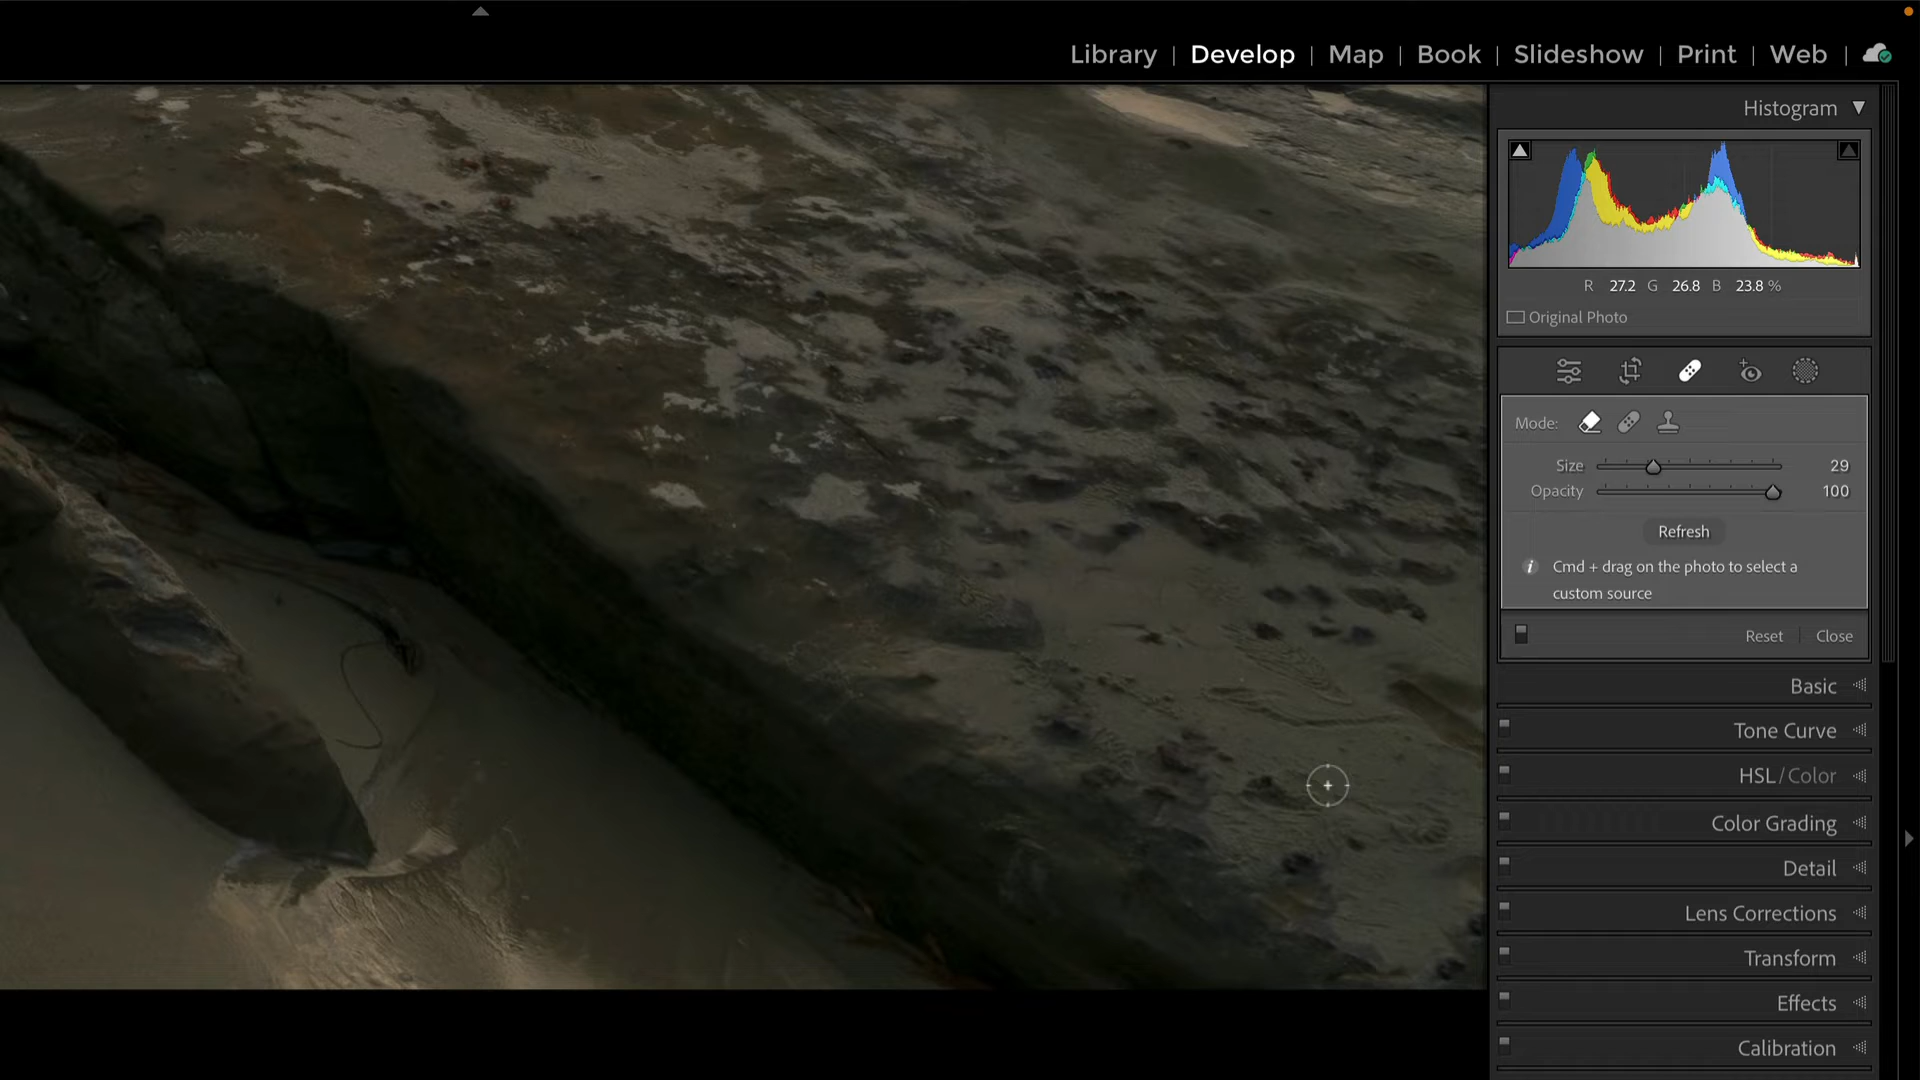 Library | Develop | Map | Book | Slideshow | Print | Web |
Histogram
R 27.2 G 26.8 B 23.8 %
Original Photo
Mode:
Size 29
Opacity 100
Refresh
i Cmd + drag on the photo to select a
custom source
Reset | Close
Basic
Tone Curve
HSL / Color
Color Grading
Detail
Lens Corrections
Transform
Effects
Calibration